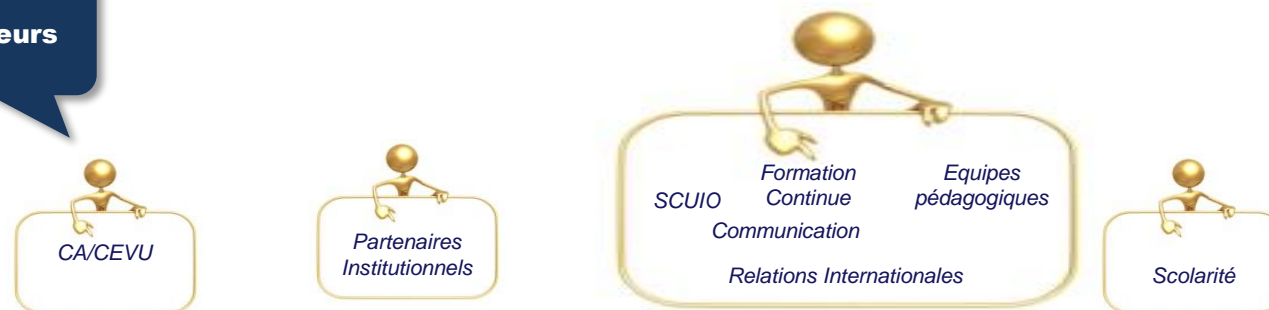 eurs
CA/CEVU
Partenaires
Institutionnels
Formation
Continue
SCUIO
Communication
Equipes
pédagogiques
Relations Internationales
Scolarité